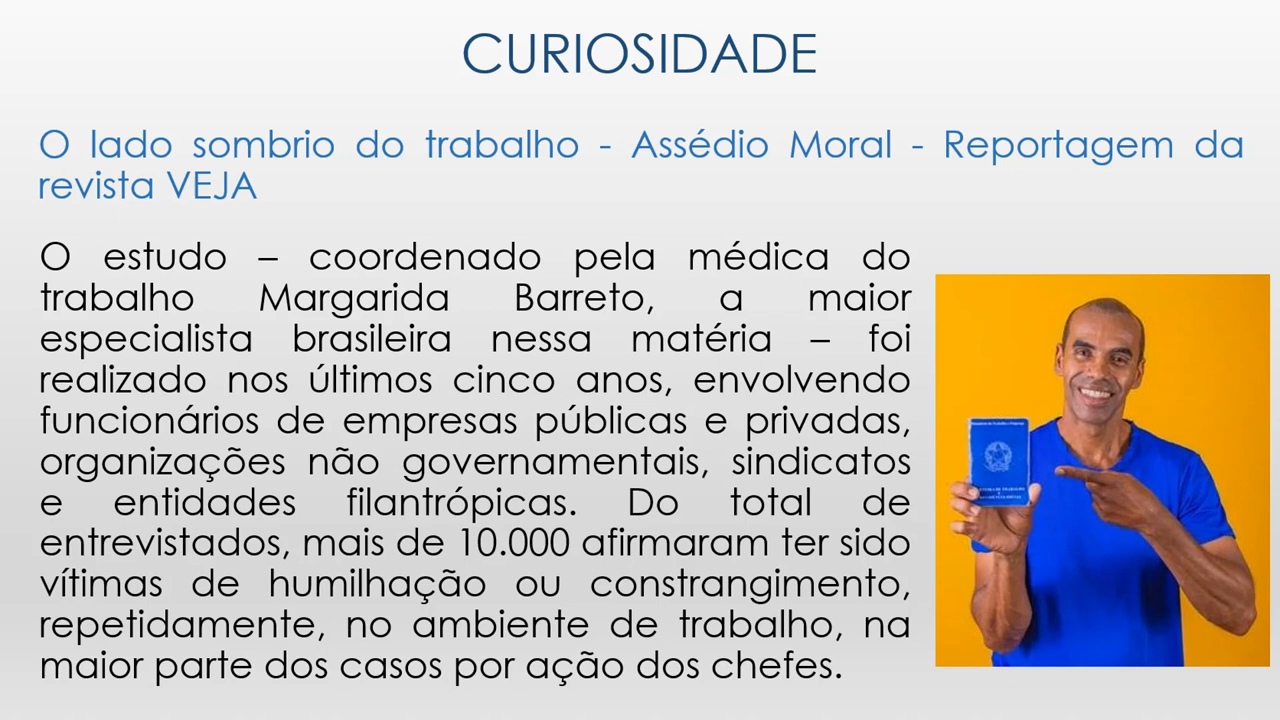 CURIOSIDADE
O lado sombrio do trabalho - Assédio Moral - Reportagem da
revista VEJA
O estudo – coordenado pela médica do
trabalho Margarida Barreto, a maior
especialista brasileira nessa matéria – foi
realizado nos últimos cinco anos, envolvendo
funcionários de empresas públicas e privadas,
organizações não governamentais, sindicatos
e entidades filantrópicas. Do total de
entrevistados, mais de 10.000 afirmaram ter sido
vítimas de humilhação ou constrangimento,
repetidamente, no ambiente de trabalho, na
maior parte dos casos por ação dos chefes.